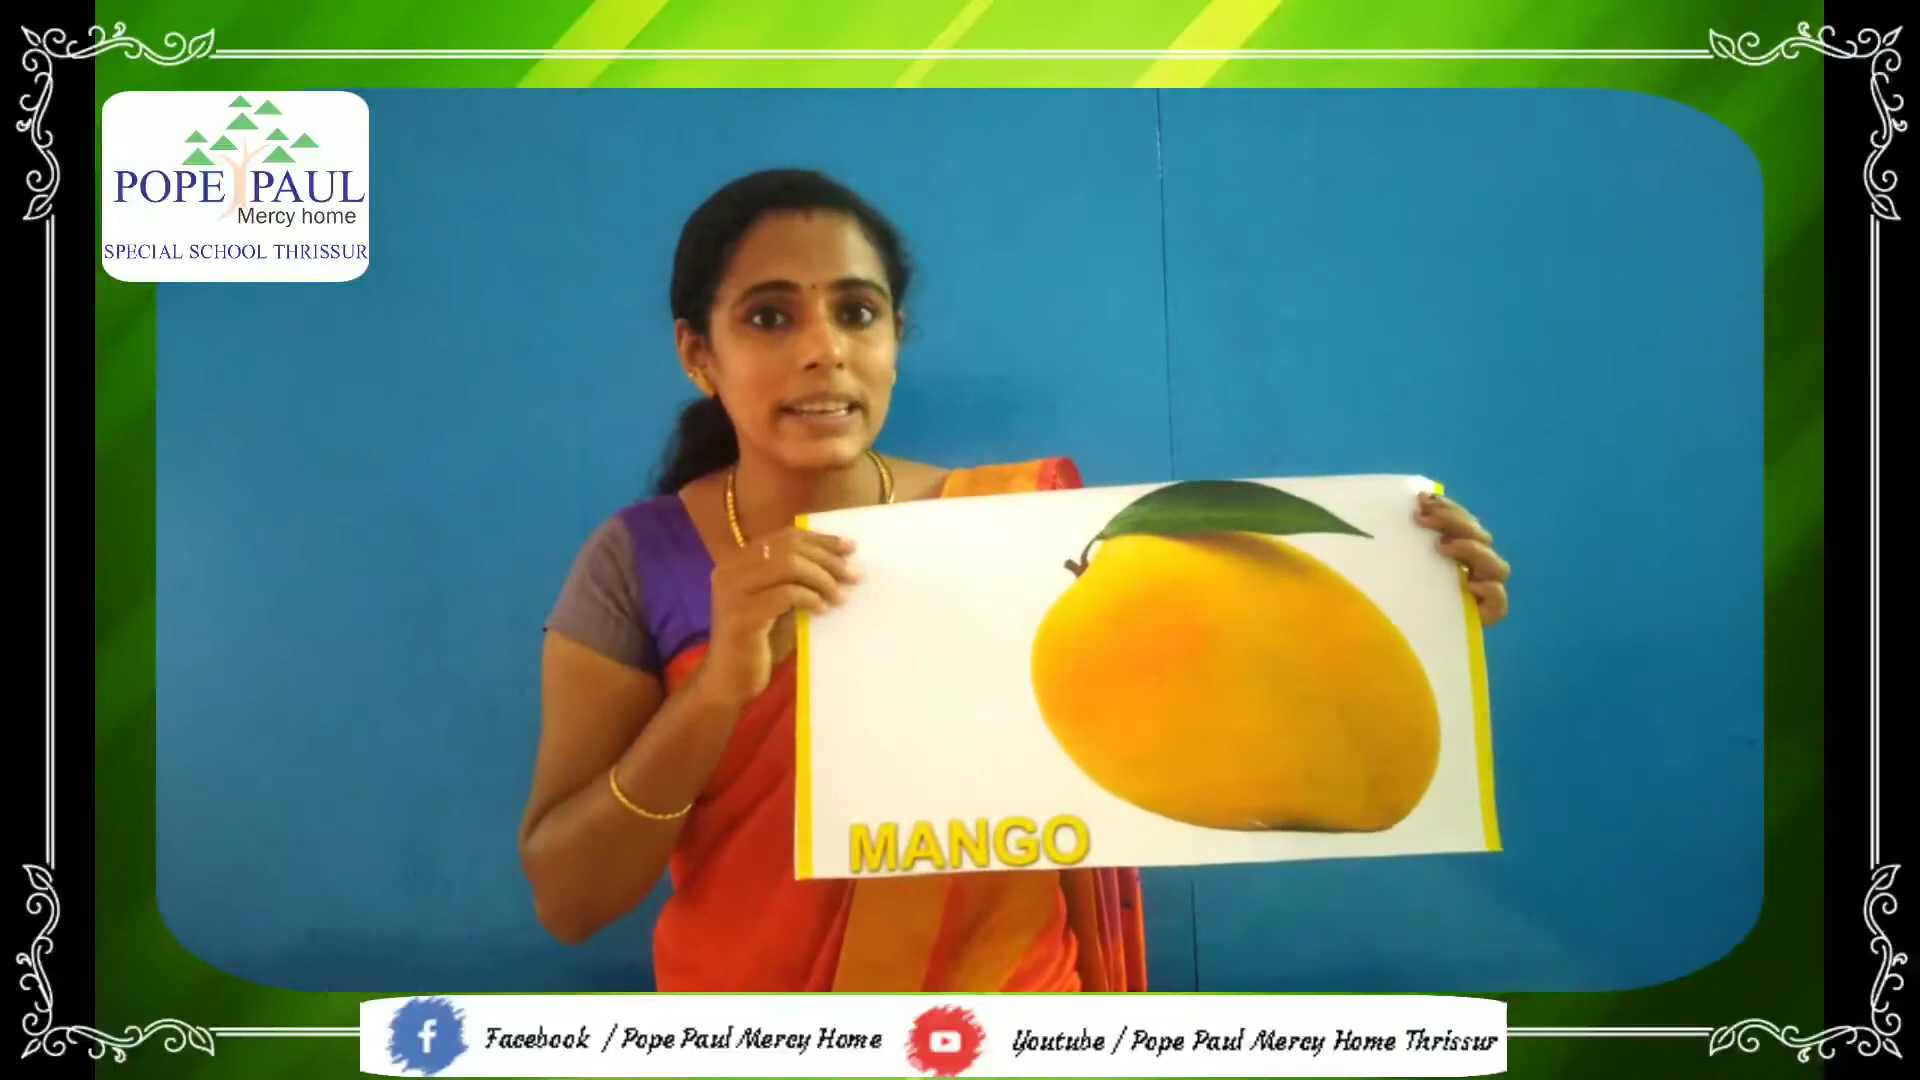 POPE PAUL
Mercy home
SPECIAL SCHOOL THRISSUR
MANGO
Facebook / Pope Paul Mercy Home
Youtube / Pope Paul Mercy Home Thrissur